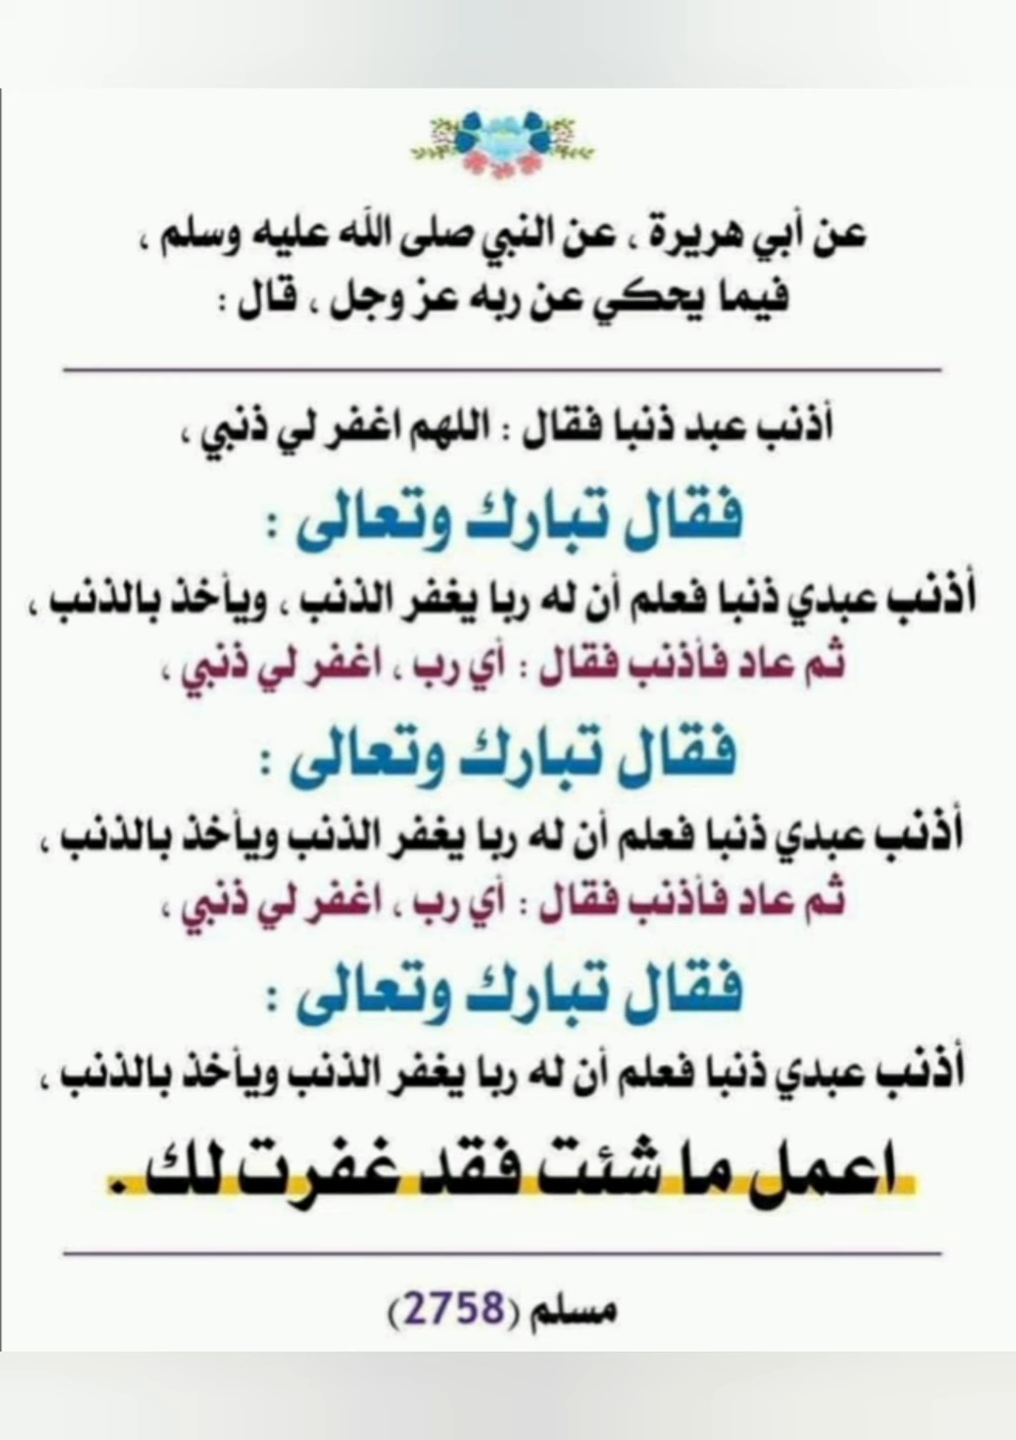 عن أبي هريرة ، عن النبي صلى الله عليه وسلم ،
فيما يحكي عن ربه عز وجل ، قال :
أذنب عبد ذنبا فقال : اللهم اغفر لي ذنبي ،
فقال تبارك وتعالى :
أذنب عبدي ذنبا فعلم أن له ربا يغفر الذنب ، ويأخذ بالذنب ،
ثم عاد فأذنب فقال : أي رب ، اغفر لي ذنبي ،
فقال تبارك وتعالى :
أذنب عبدي ذنبا فعلم أن له ربا يغفر الذنب ويأخذ بالذنب ،
ثم عاد فأذنب فقال : أي رب ، اغفر لي ذنبي ،
فقال تبارك وتعالى :
أذنب عبدي ذنبا فعلم أن له ربا يغفر الذنب ويأخذ بالذنب ،
اعمل ما شئت فقد غفرت لك .
مسلم (2758)